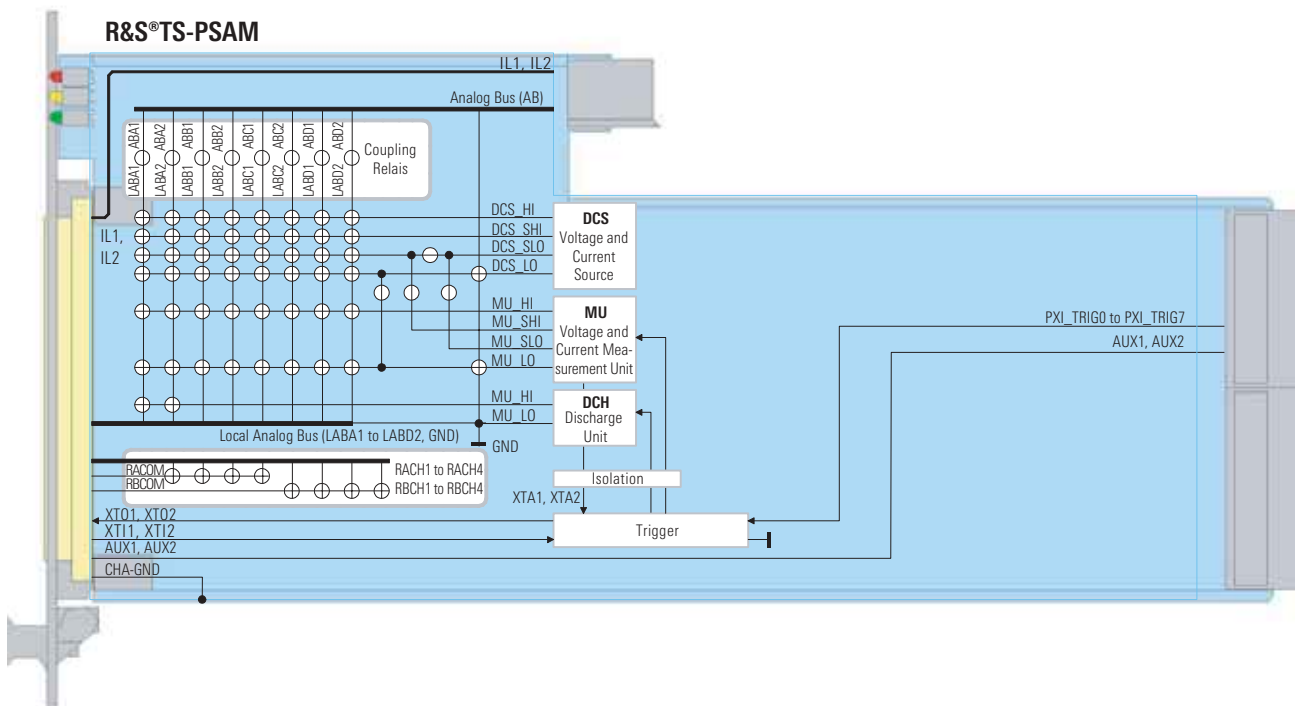 R&S®TS-PSAM
IL1, IL2
Analog Bus (AB)
ABA1
ABA2
ABB1
ABB2
ABC1
ABC2
ABD1
ABD2
LABA1
LABA2
LABB1
LABB2
LABC1
LABC2
LABD1
LABD2
Coupling
Relais
IL1,
IL2
DCS_HI
DCS_SHI
DCS_SLO
DCS_LO
DCS
Voltage and
Current
Source
MU_HI
MU_SHI
MU_SLO
MU_LO
MU
Voltage and
Current Mea-
surement Unit
MU_HI
MU_LO
DCH
Discharge
Unit
PXI_TRIG0 to PXI_TRIG7
AUX1, AUX2
Local Analog Bus (LABA1 to LABD2, GND)
GND
RACOM
RBCOM
RACH1 to RACH4
RBCH1 to RBCH4
Isolation
XTA1, XTA2
Trigger
XTO1, XTO2
XTI1, XTI2
AUX1, AUX2
CHA-GND